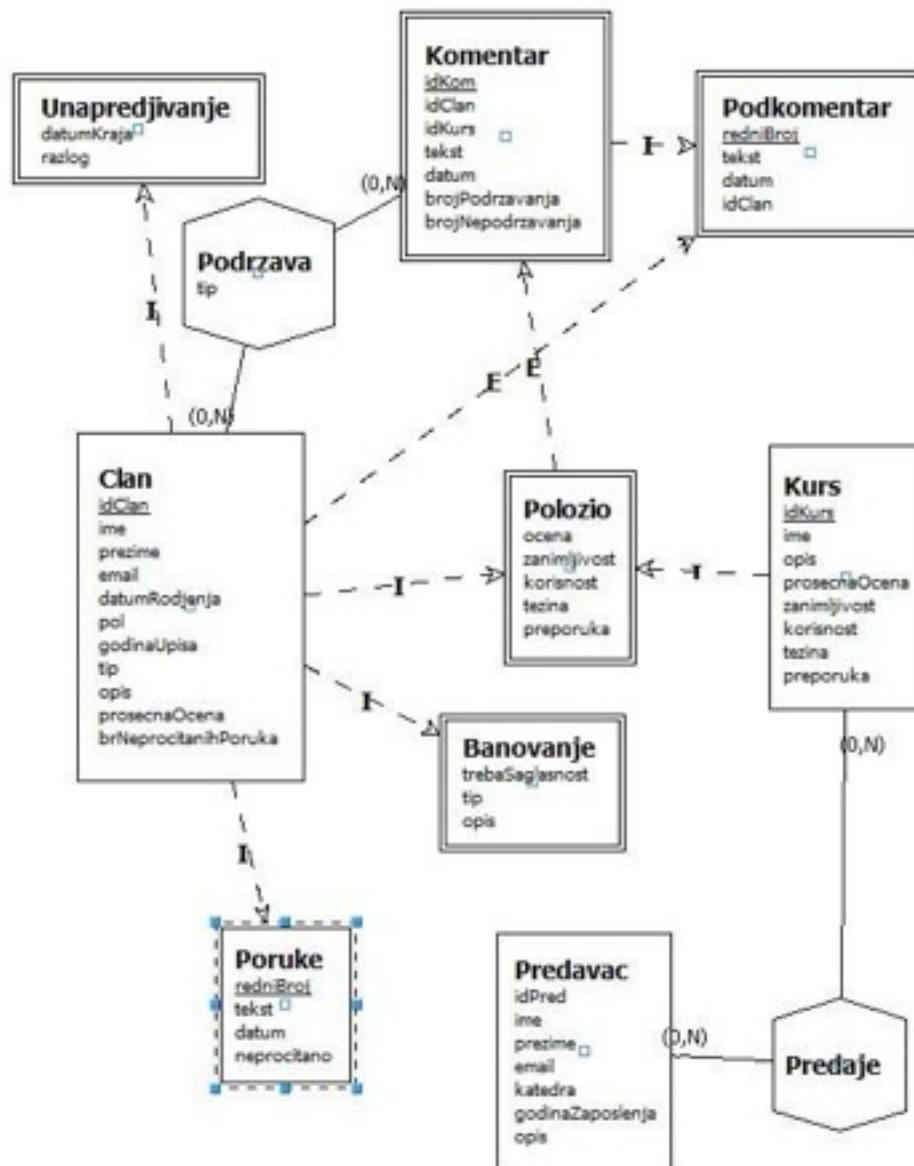 Komentar
idKom
idClan
idKurs
tekst
datum
brojPodrzavanja
brojNepodrzavanja
Unapredjivanje
datumKraja
razlog
Podkomentar
redniBroj
tekst
datum
idClan
I
(0,N)
Podrzava
tip
I
(0,N)
E
E
Clan
idClan
ime
prezime
email
datumRodjenja
pol
godinaUpisa
tip
opis
prosecnaOcena
brNeprocitanihPoruka
Polozio
ocena
zanimljivost
korisnost
tezina
preporuka
Kurs
idKurs
ime
opis
prosecnaOcena
zanimljivost
korisnost
tezina
preporuka
I
I
I
Banovanje
trebaSaglasnost
tip
opis
(0,N)
I
Poruke
redniBroj
tekst
datum
neprocitano
Predavac
idPred
ime
prezime
email
katedra
godinaZaposlenja
opis
(0,N)
Predaje